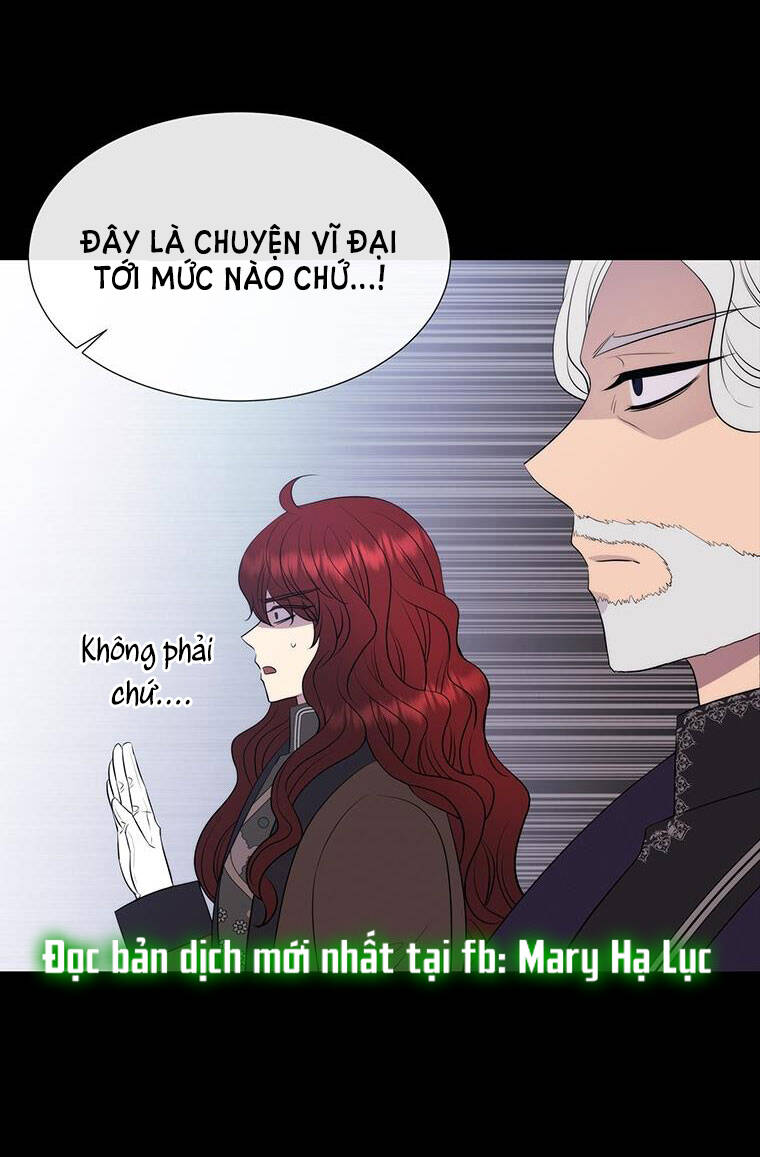 ĐÂY LÀ CHUYỆN VĨ ĐẠI
TỚI MỨC NÀO CHỨ...!
Không phải
chứ....
Đọc bản dịch mới nhất tại fb: Mary Hạ Lục